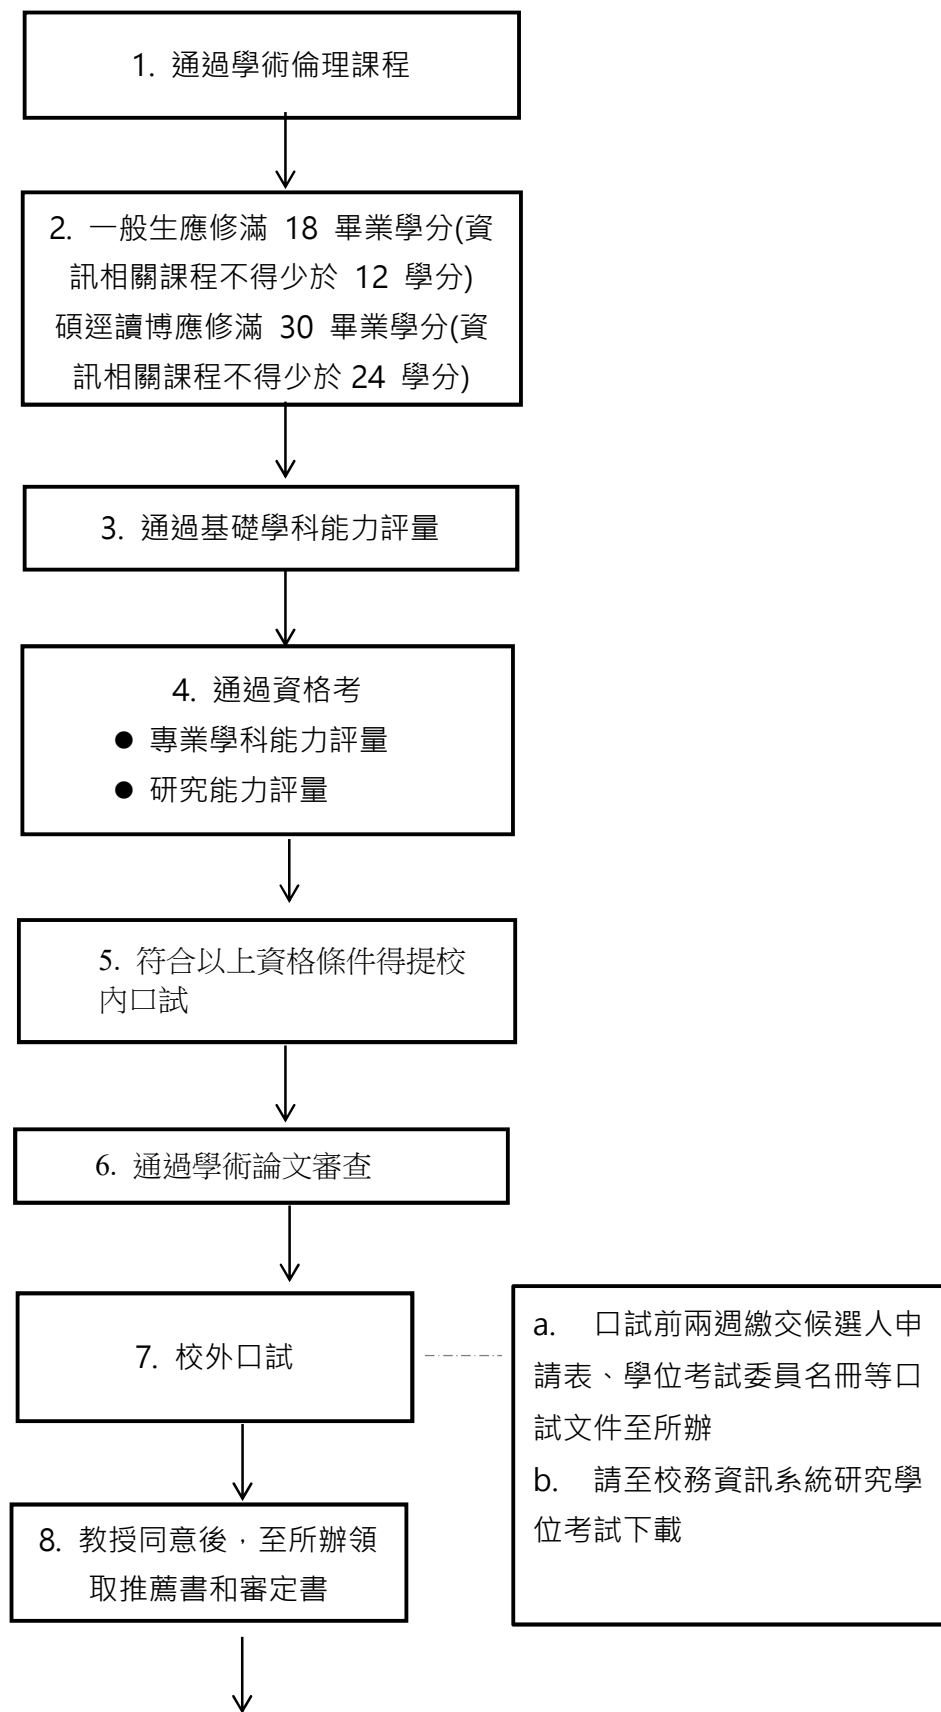 1. 通過學術倫理課程
2. 一般生應修滿 18 畢業學分(資
訊相關課程不得少於 12 學分)
碩逕讀博應修滿 30 畢業學分(資
訊相關課程不得少於 24 學分)
3. 通過基礎學科能力評量
4. 通過資格考
● 專業學科能力評量
● 研究能力評量
5. 符合以上資格條件得提校
內口試
6. 通過學術論文審查
7. 校外口試
a. 口試前兩週繳交候選人申
請表、學位考試委員名冊等口
試文件至所辦
b. 請至校務資訊系統研究學
位考試下載
8. 教授同意後，至所辦領
取推薦書和審定書